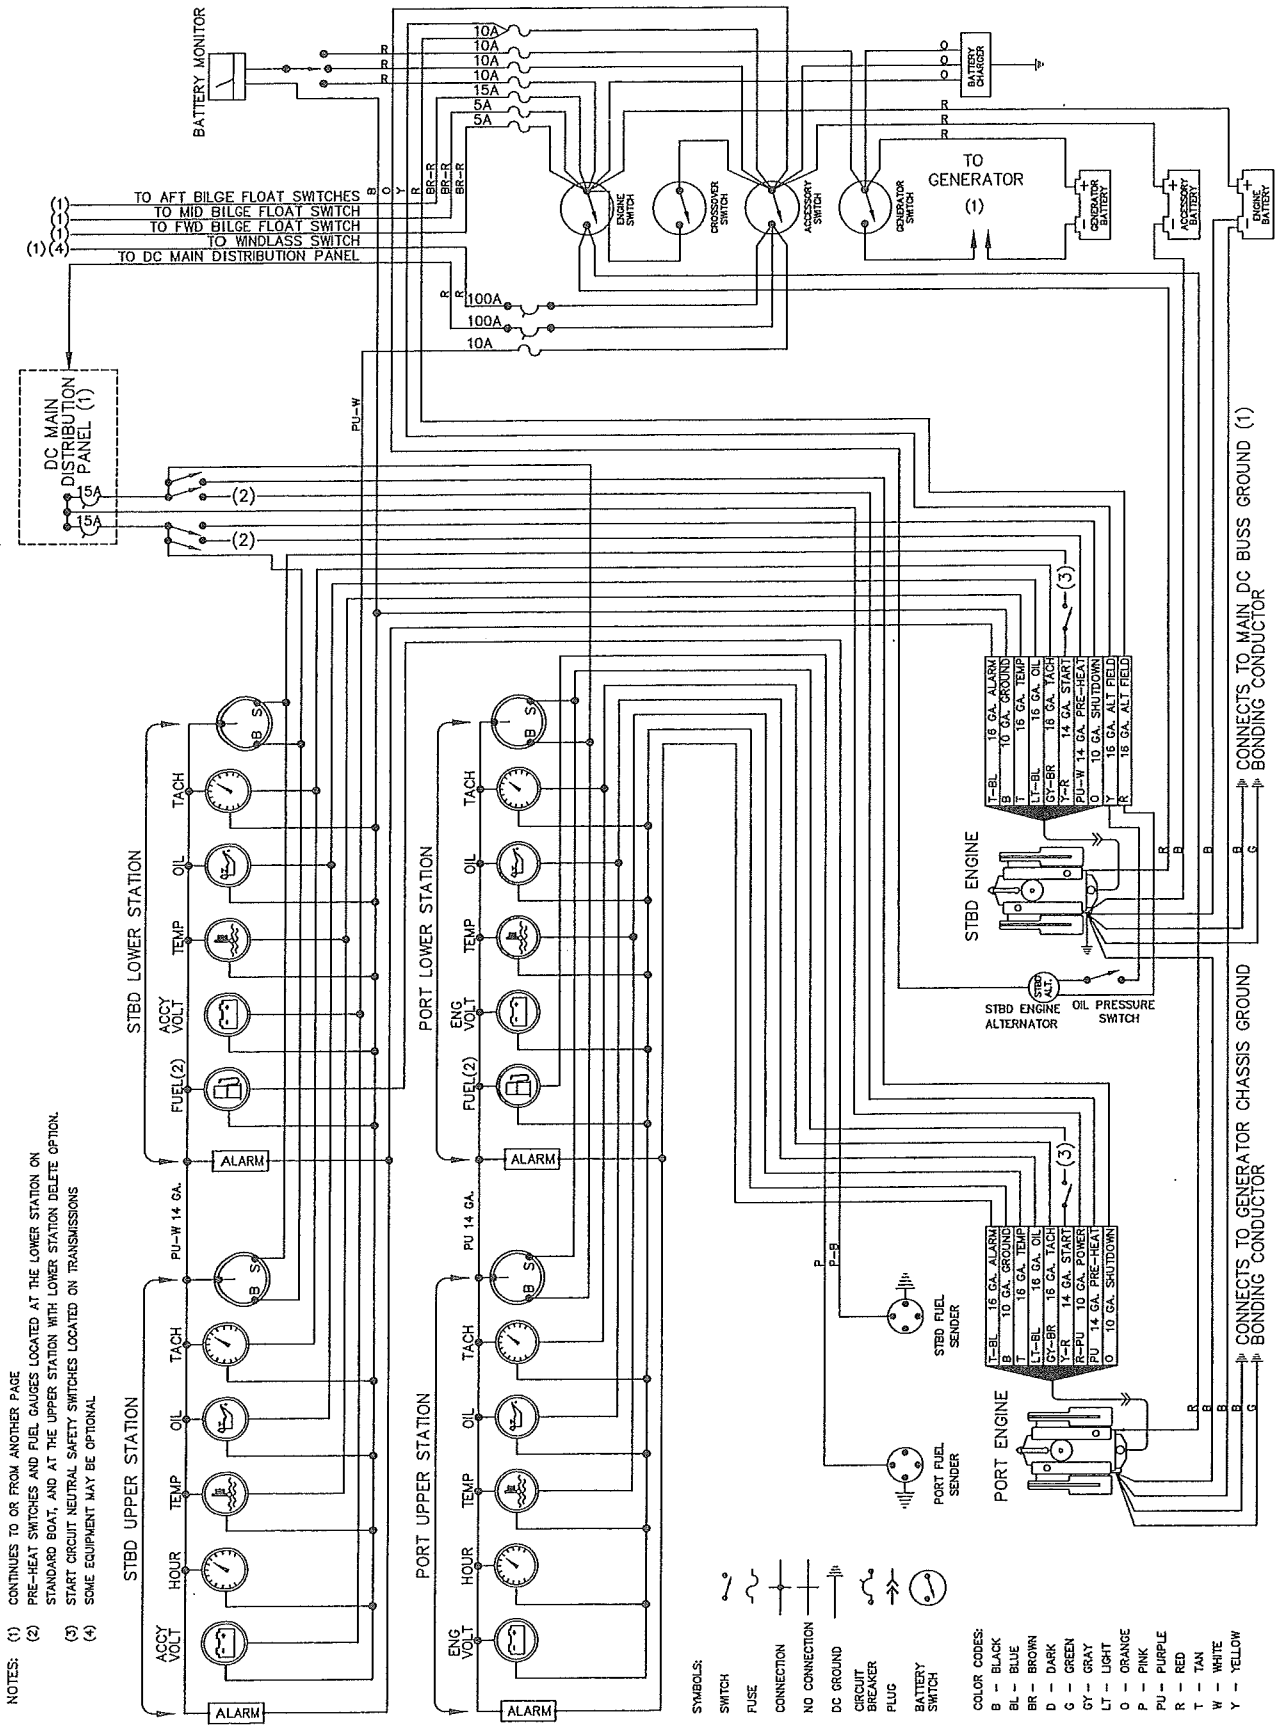 BATTERY MONITOR
R
R
R
10A
10A
10A
10A
15A
5A
5A
O
O
O
BATTERY
CHARGER
R
R
R
TO AFT BILGE FLOAT SWITCHES
(1)
TO MID BILGE FLOAT SWITCH
(1)
TO FWD BILGE FLOAT SWITCH
(1)
TO WINDLASS SWITCH
(1)(4)
TO DC MAIN DISTRIBUTION PANEL
B
O
Y
R
BR-R
BR-R
BR-R
ENGINE
SWITCH
CROSSOVER
SWITCH
ACCESSORY
SWITCH
GENERATOR
SWITCH
TO
GENERATOR
(1)
GENERATOR
BATTERY
ACCESSORY
BATTERY
ENGINE
BATTERY
R
R
100A
100A
10A
PU-W
DC MAIN
DISTRIBUTION
PANEL (1)
15A
15A
(2)
(2)
STBD LOWER STATION
TACH
OIL
TEMP
ACCY
VOLT
FUEL(2)
ALARM
B
S
I
PORT LOWER STATION
TACH
OIL
TEMP
ENG
VOLT
FUEL(2)
ALARM
B
S
I
PU-W 14 GA.
PU 14 GA.
STBD UPPER STATION
TACH
OIL
TEMP
HOUR
ACCY
VOLT
ALARM
B
S
I
PORT UPPER STATION
TACH
OIL
TEMP
HOUR
ENG
VOLT
ALARM
B
S
I
(3)
T-BL 16 GA. ALARM
B 10 GA. GROUND
T 16 GA. TEMP
LT-BL 16 GA. OIL
GY-BR 16 GA. TACH
Y-R 14 GA. START
PU-W 14 GA. PRE-HEAT
O 10 GA. SHUTDOWN
Y 16 GA. ALT FIELD
R 16 GA. ALT FIELD
STBD ENGINE
R
B
B
B
G
CONNECTS TO MAIN DC BUSS GROUND (1)
BONDING CONDUCTOR
STBD
ALT.
STBD ENGINE
ALTERNATOR
OIL PRESSURE
SWITCH
P
P-B
STBD FUEL
SENDER
PORT FUEL
SENDER
(3)
T-BL 16 GA. ALARM
B 10 GA. GROUND
T 16 GA. TEMP
LT-BL 16 GA. OIL
GY-BR 16 GA. TACH
Y-R 14 GA. START
R-PU 10 GA. POWER
PU 14 GA. PRE-HEAT
O 10 GA. SHUTDOWN
PORT ENGINE
R
B
B
B
G
CONNECTS TO GENERATOR CHASSIS GROUND
BONDING CONDUCTOR
NOTES: (1) CONTINUES TO OR FROM ANOTHER PAGE
(2) PRE-HEAT SWITCHES AND FUEL GAUGES LOCATED AT THE LOWER STATION ON
STANDARD BOAT, AND AT THE UPPER STATION WITH LOWER STATION DELETE OPTION.
(3) START CIRCUIT NEUTRAL SAFETY SWITCHES LOCATED ON TRANSMISSIONS
(4) SOME EQUIPMENT MAY BE OPTIONAL
SYMBOLS:
SWITCH
FUSE
CONNECTION
NO CONNECTION
DC GROUND
CIRCUIT
BREAKER
PLUG
BATTERY
SWITCH
COLOR CODES:
B - BLACK
BL - BLUE
BR - BROWN
D - DARK
G - GREEN
GY - GRAY
LT - LIGHT
O - ORANGE
P - PINK
PU - PURPLE
R - RED
T - TAN
W - WHITE
Y - YELLOW